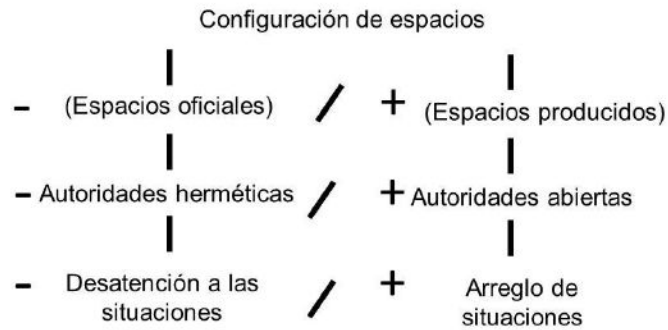 Configuración de espacios
- (Espacios oficiales) / + (Espacios producidos)
- Autoridades herméticas / + Autoridades abiertas
- Desatención a las situaciones / + Arreglo de situaciones